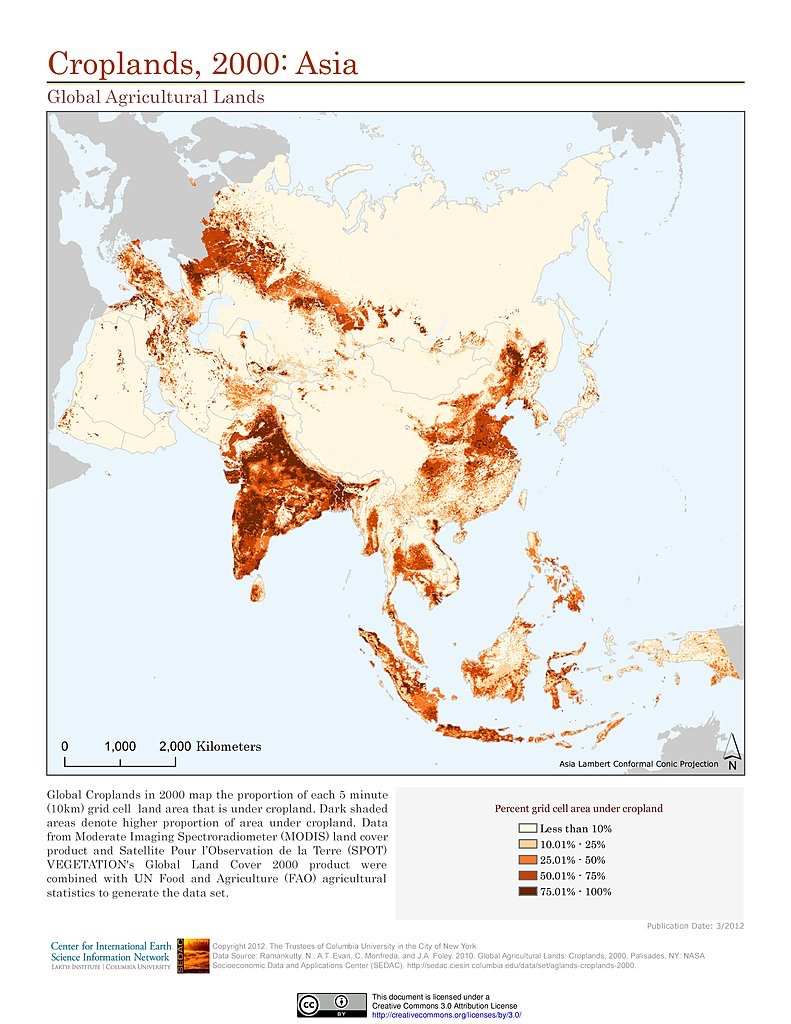 Croplands, 2000: Asia
Global Agricultural Lands
0 1,000 2,000 Kilometers
Asia Lambert Conformal Conic Projection
N
Global Croplands in 2000 map the proportion of each 5 minute
(10km) grid cell land area that is under cropland. Dark shaded
areas denote higher proportion of area under cropland. Data
from Moderate Imaging Spectroradiometer (MODIS) land cover
product and Satellite Pour l'Observation de la Terre (SPOT)
VEGETATION's Global Land Cover 2000 product were
combined with UN Food and Agriculture (FAO) agricultural
statistics to generate the data set.
Percent grid cell area under cropland
Less than 10%
10.01% - 25%
25.01% - 50%
50.01% - 75%
75.01% - 100%
Publication Date: 3/2012
Center for International Earth
Science Information Network
EARTH INSTITUTE | COLUMBIA UNIVERSITY
SEDAC
Copyright 2012. The Trustees of Columbia University in the City of New York.
Data Source: Ramankutty, N., A.T. Evan, C. Monfreda, and J.A. Foley. 2010. Global Agricultural Lands: Croplands, 2000. Palisades, NY: NASA
Socioeconomic Data and Applications Center (SEDAC). http://sedac.ciesin.columbia.edu/data/set/aglands-croplands-2000.
cc BY
This document is licensed under a
Creative Commons 3.0 Attribution License
http://creativecommons.org/licenses/by/3.0/